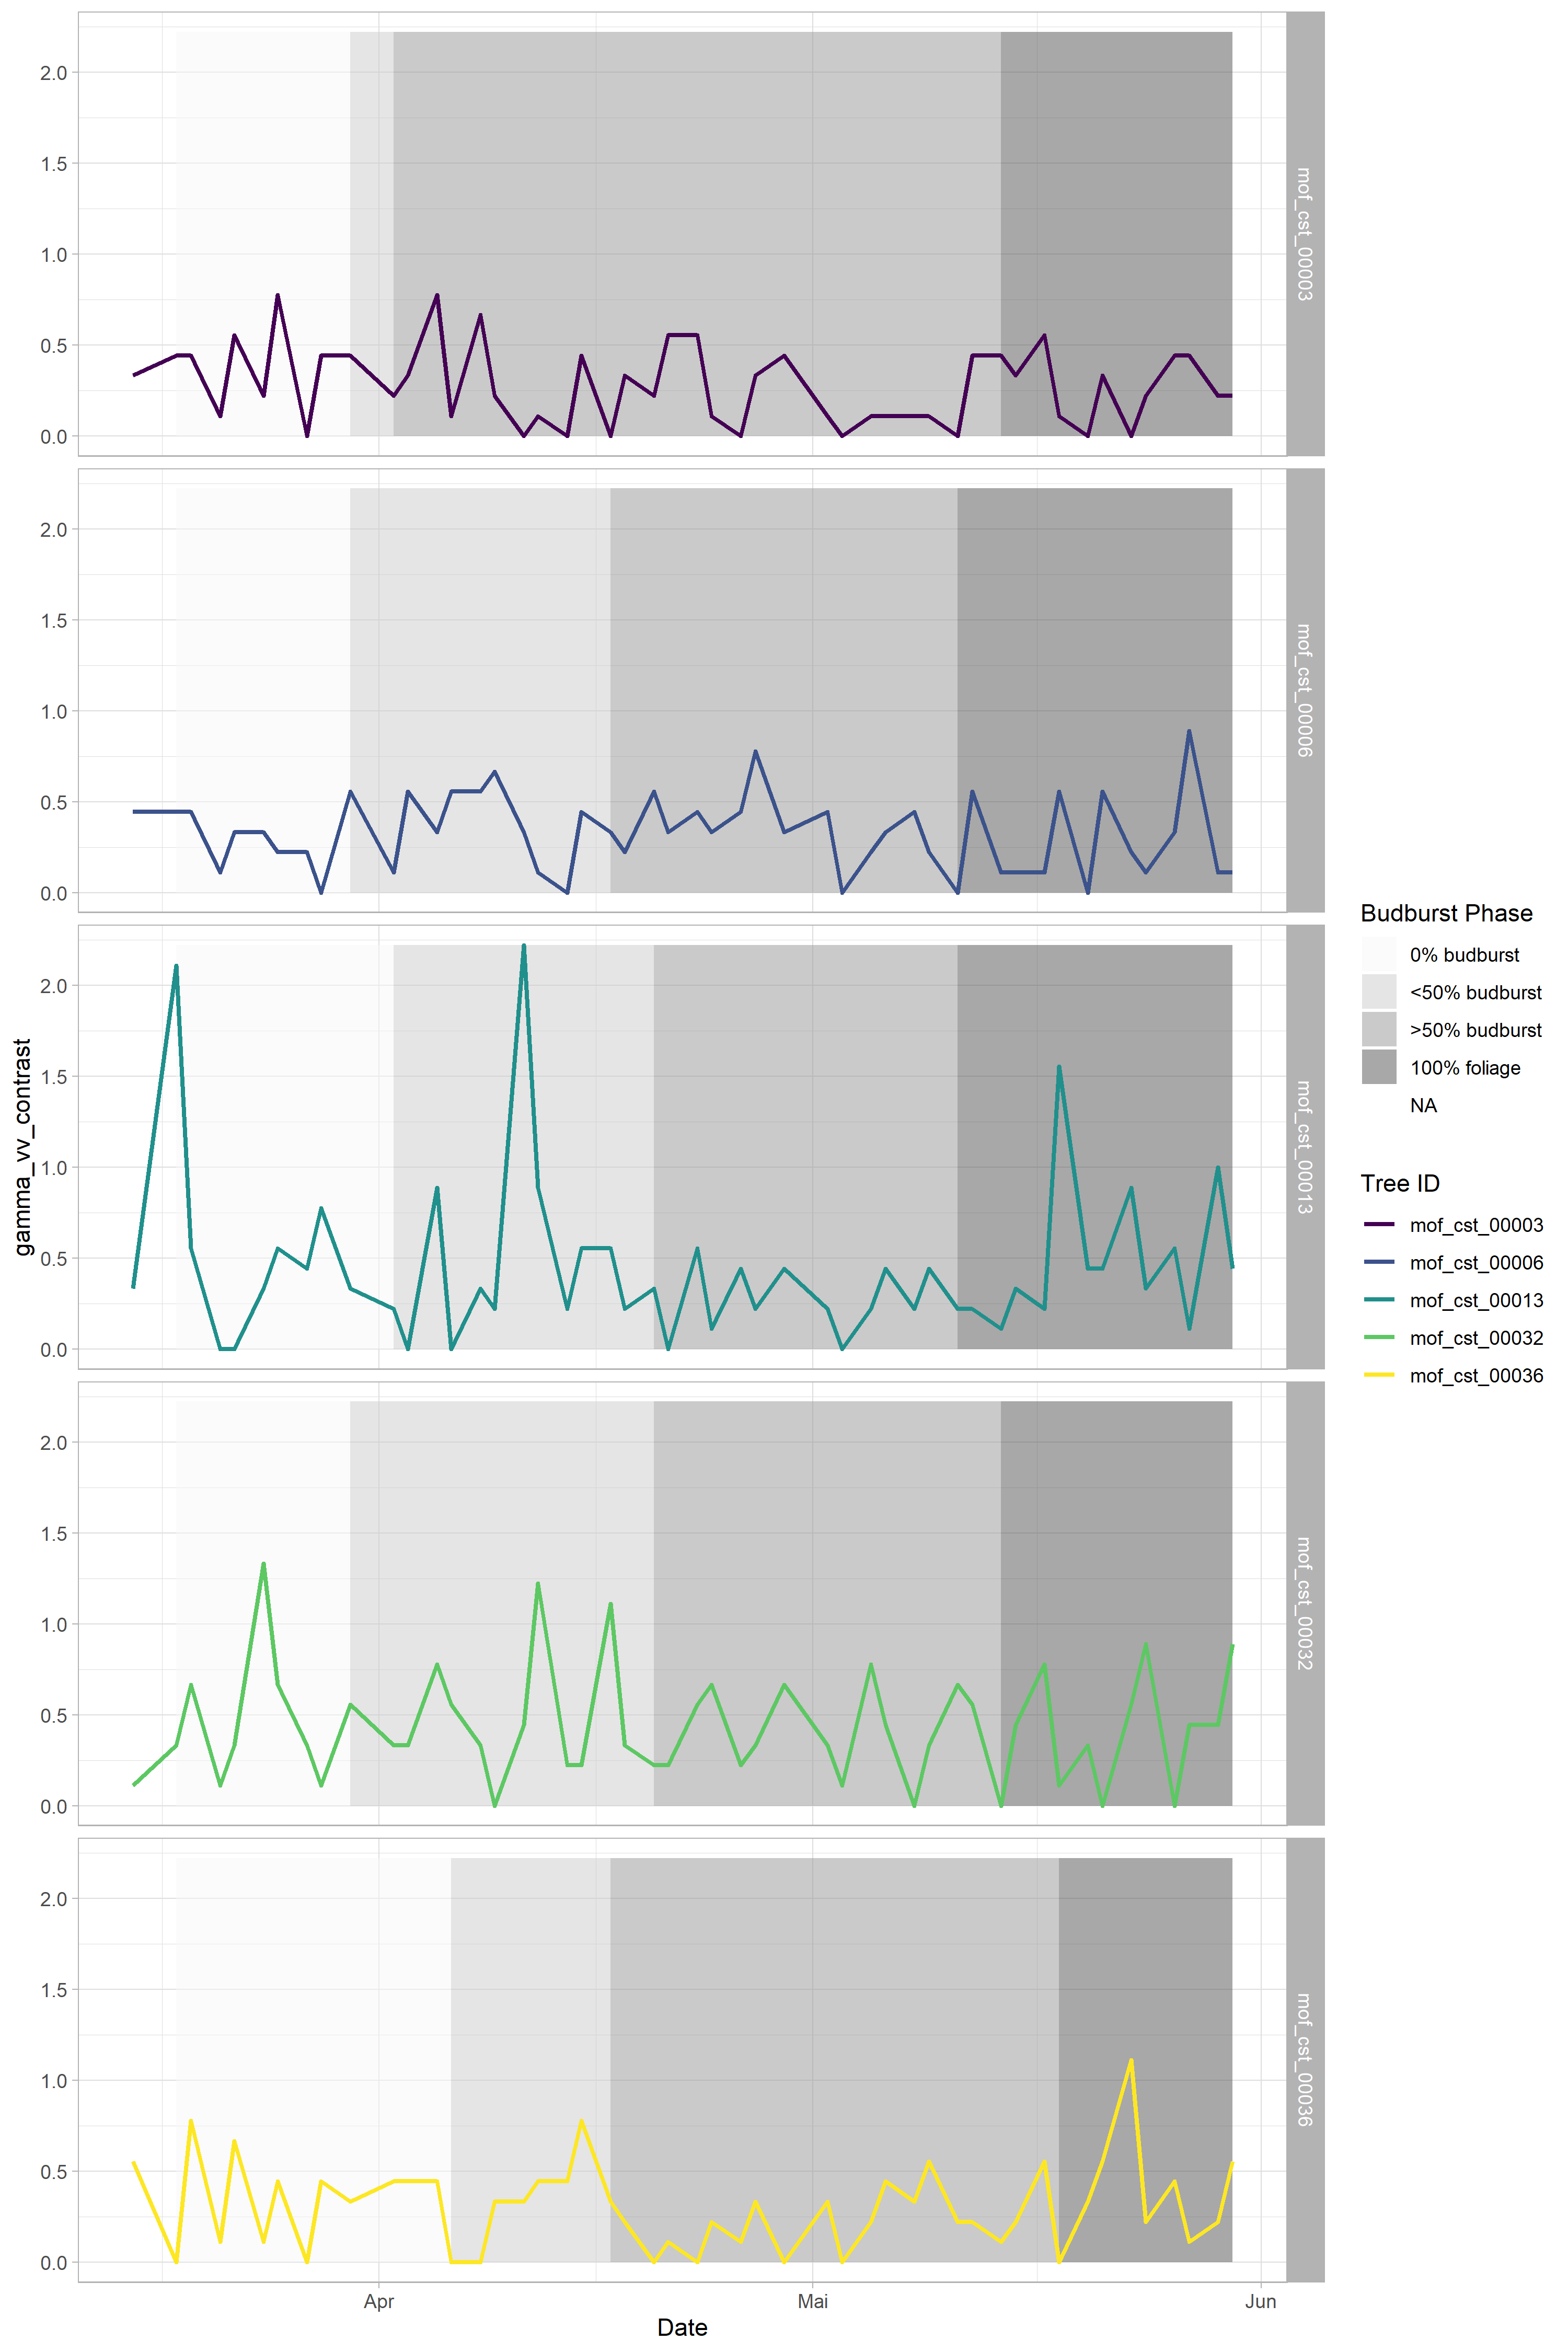 2.0
1.5
1.0
0.5
0.0
mof_cst_00003
2.0
1.5
1.0
0.5
0.0
mof_cst_00006
2.0
1.5
1.0
0.5
0.0
mof_cst_00013
2.0
1.5
1.0
0.5
0.0
mof_cst_00032
2.0
1.5
1.0
0.5
0.0
mof_cst_00036
gamma_vv_contrast
Apr
Mai
Jun
Date
Budburst Phase
0% budburst
<50% budburst
>50% budburst
100% foliage
NA
Tree ID
mof_cst_00003
mof_cst_00006
mof_cst_00013
mof_cst_00032
mof_cst_00036